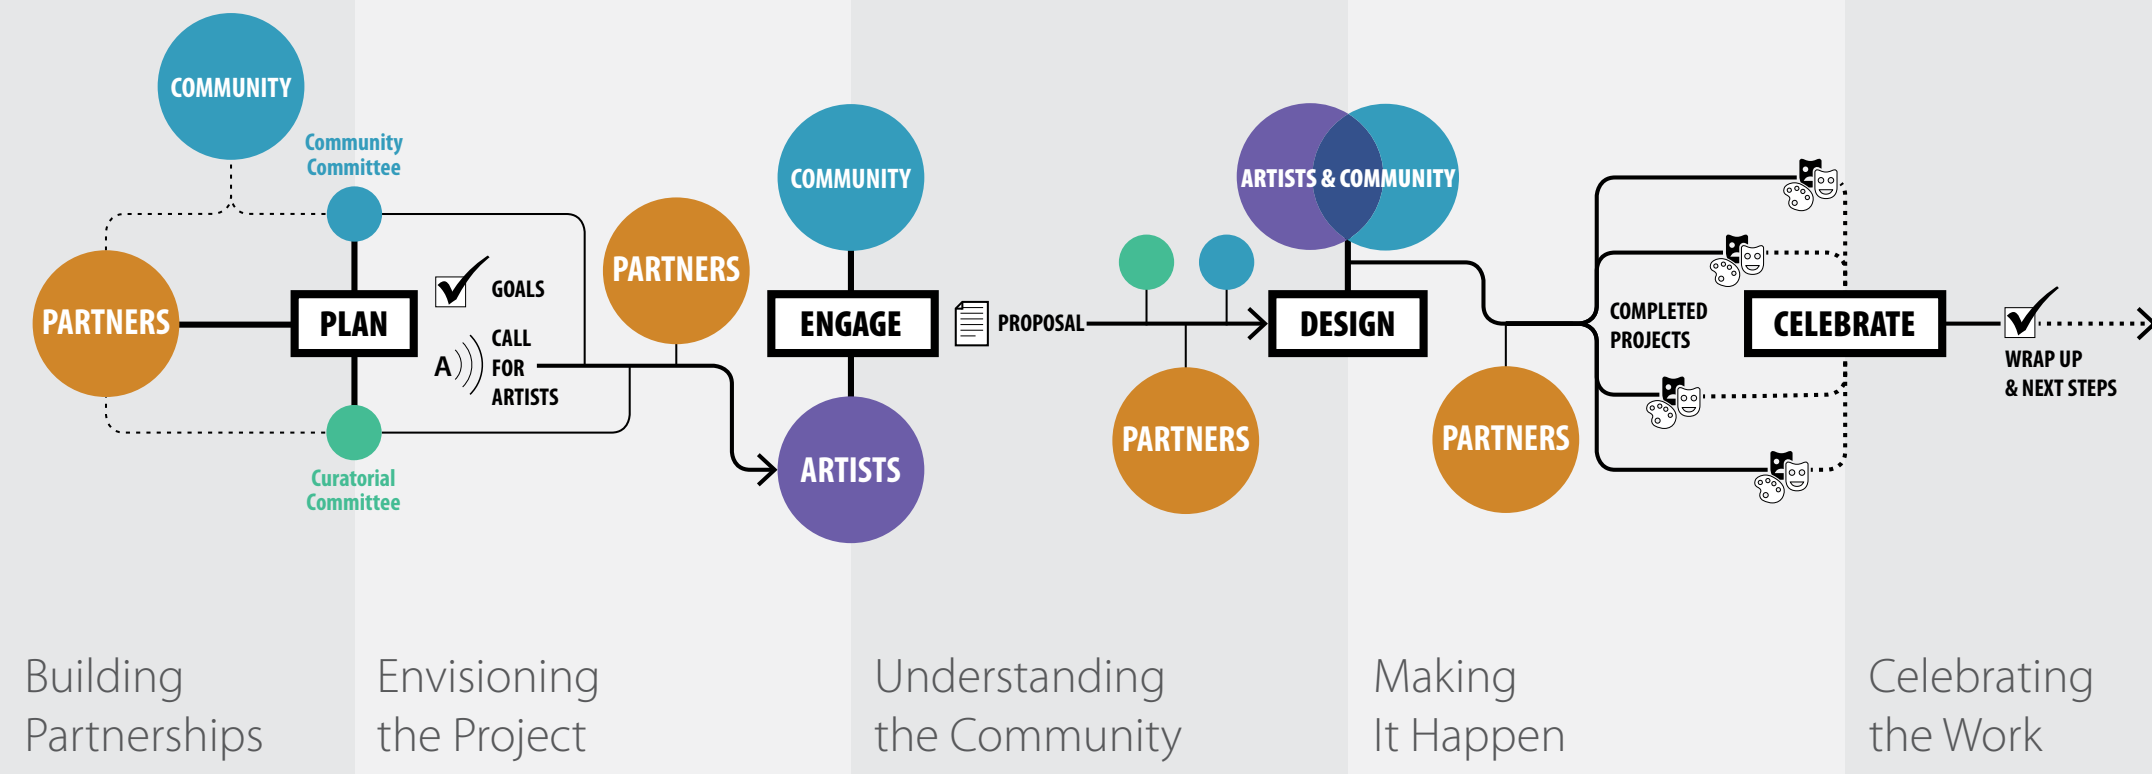 COMMUNITY
Community
Committee
PARTNERS
PLAN
Curatorial
Committee
GOALS
A
CALL
FOR
ARTISTS
PARTNERS
COMMUNITY
ENGAGE
ARTISTS
PROPOSAL
PARTNERS
ARTISTS & COMMUNITY
DESIGN
PARTNERS
COMPLETED
PROJECTS
CELEBRATE
WRAP UP
& NEXT STEPS
Building
Partnerships
Envisioning
the Project
Understanding
the Community
Making
It Happen
Celebrating
the Work